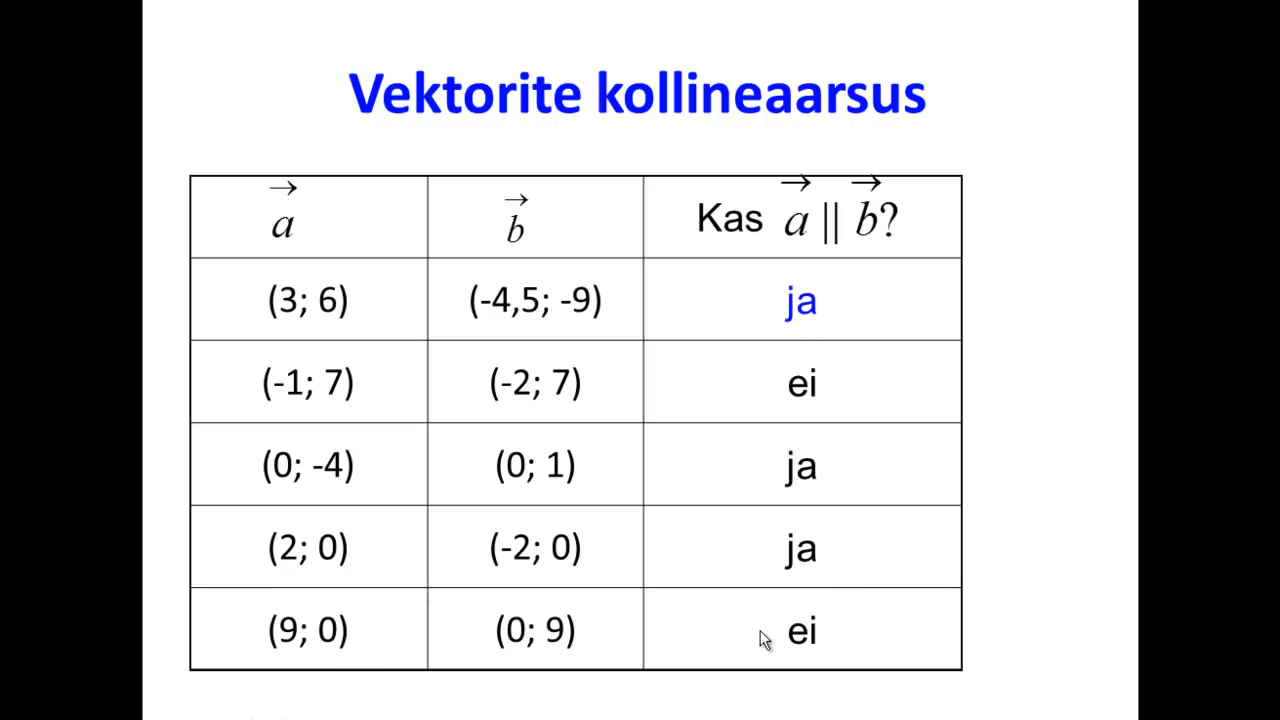 Vektorite kollineaarsus
→a →b Kas →a || →b?
(3; 6) (-4,5; -9) ja
(-1; 7) (-2; 7) ei
(0; -4) (0; 1) ja
(2; 0) (-2; 0) ja
(9; 0) (0; 9) ei